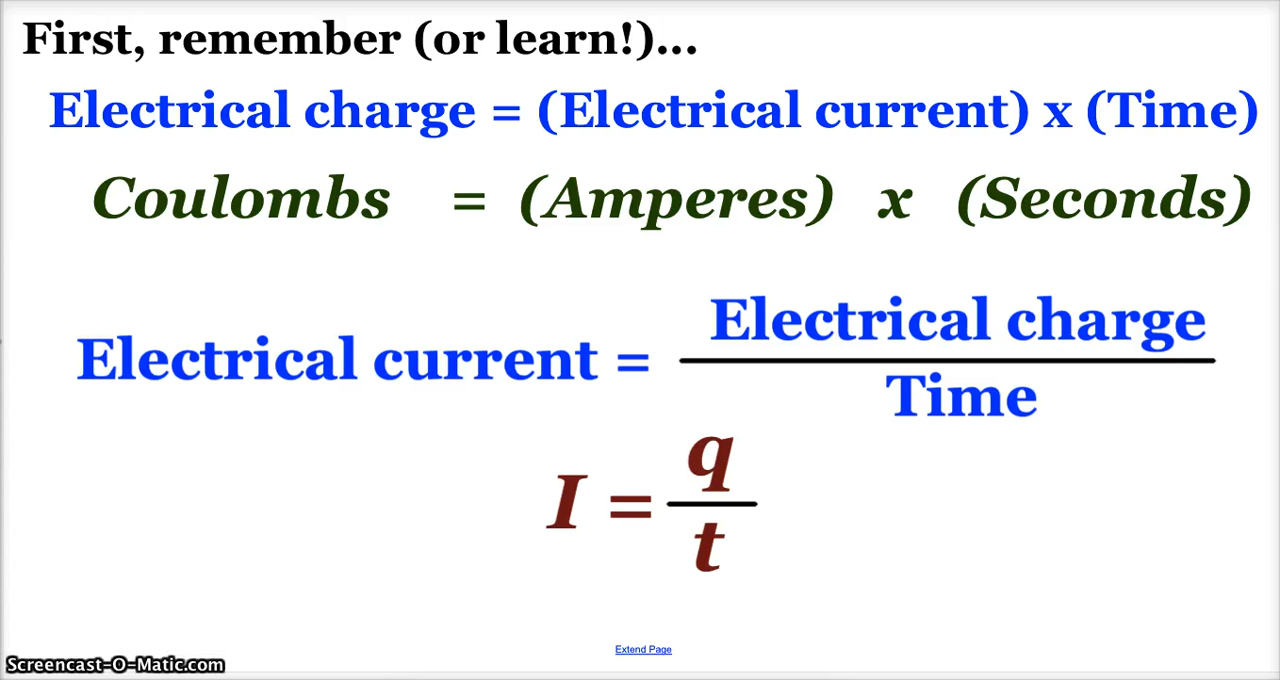 First, remember (or learn!)...
Electrical charge = (Electrical current) x (Time)
Coulombs = (Amperes) x (Seconds)
Electrical current = Electrical charge
Time
I = q
t
Extend Page
Screencast-O-Matic.com